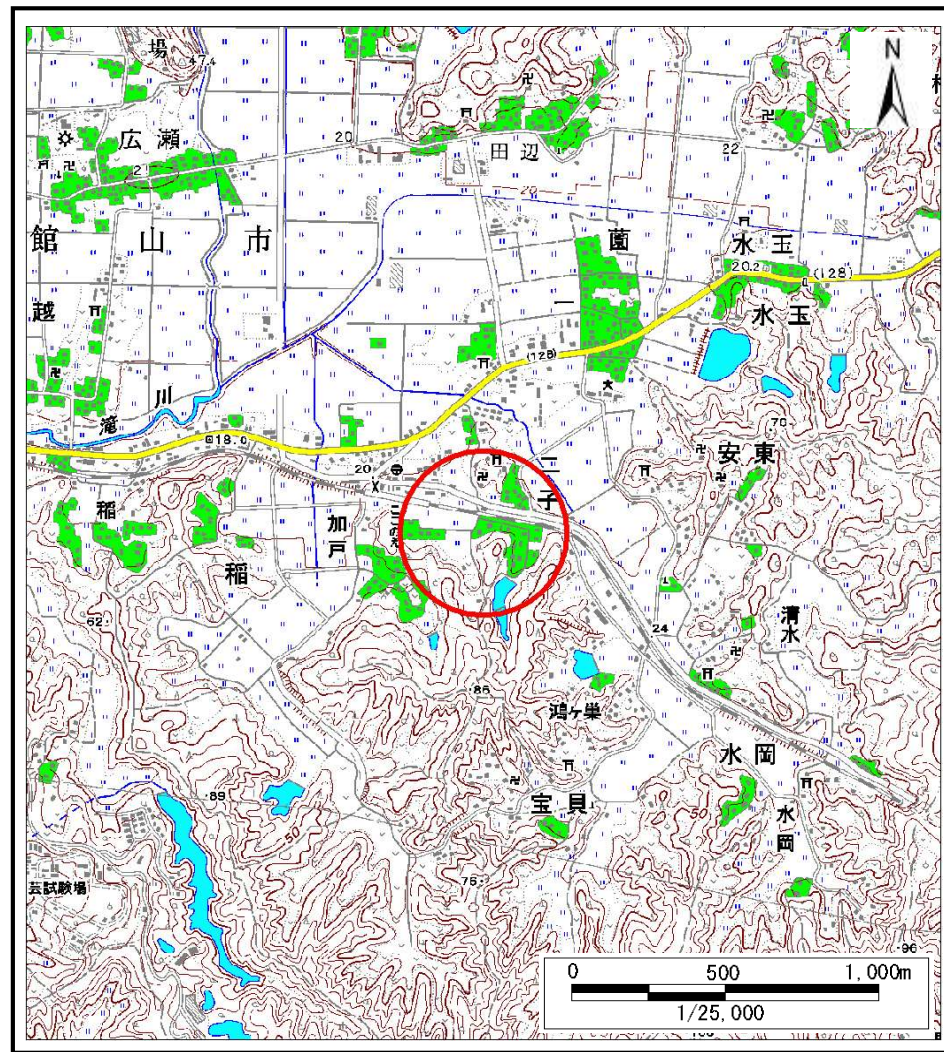 場
47.4
N
広瀬
20
田辺
22
21
20
館山市
薗
水玉
20.2
(128)
越
一
水玉
川
(128)
滝
18.0
20
70
安東
二子
稲
加戸
稲
清水
24
62
86
鴻ヶ巣
水岡
89
50
宝貝
50
水岡
芸試験場
75
96
0 500 1,000m
1/25,000